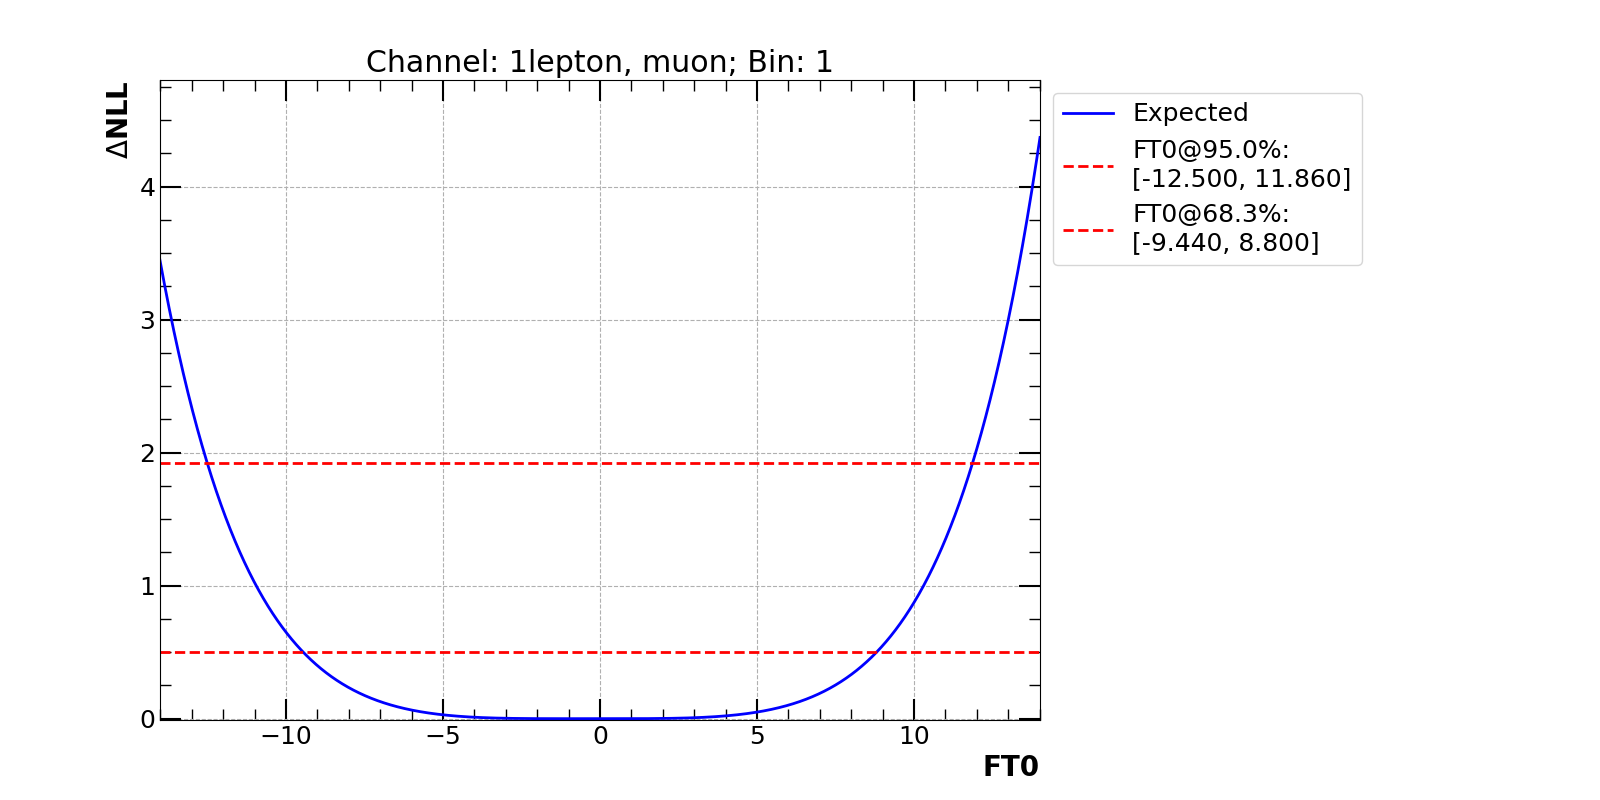 Channel: 1lepton, muon; Bin: 1
ΔNLL
4
3
2
1
0
−10
−5
0
5
10
FT0
Expected
FT0@95.0%:
[-12.500, 11.860]
FT0@68.3%:
[-9.440, 8.800]